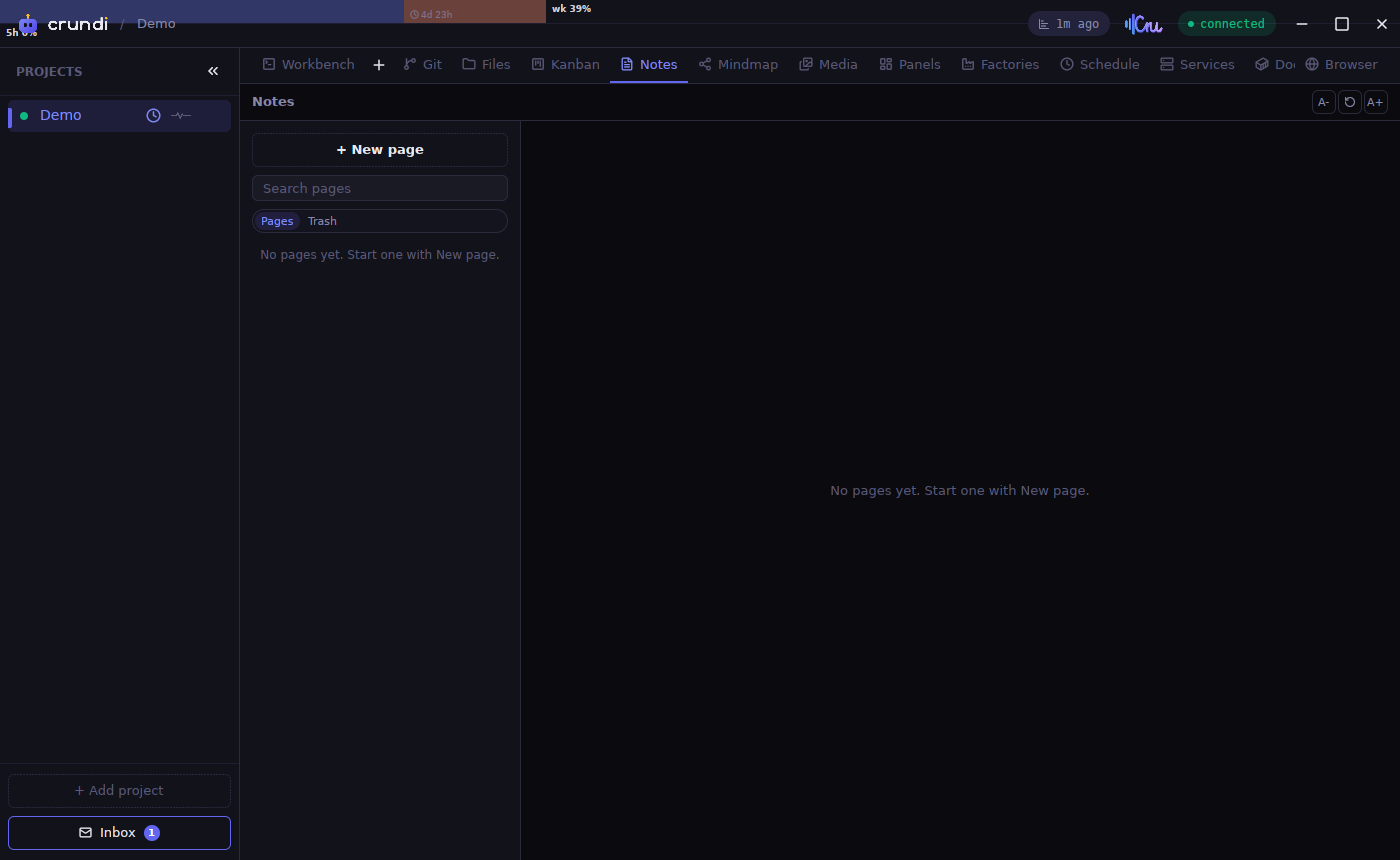 4d 23h
wk 39%
5h
crundi / Demo
1m ago
Cru
connected
PROJECTS
Workbench
Git
Files
Kanban
Notes
Mindmap
Media
Panels
Factories
Schedule
Services
Browser
Demo
Notes
A-
A+
+ New page
Search pages
Pages
Trash
No pages yet. Start one with New page.
No pages yet. Start one with New page.
+ Add project
Inbox 1